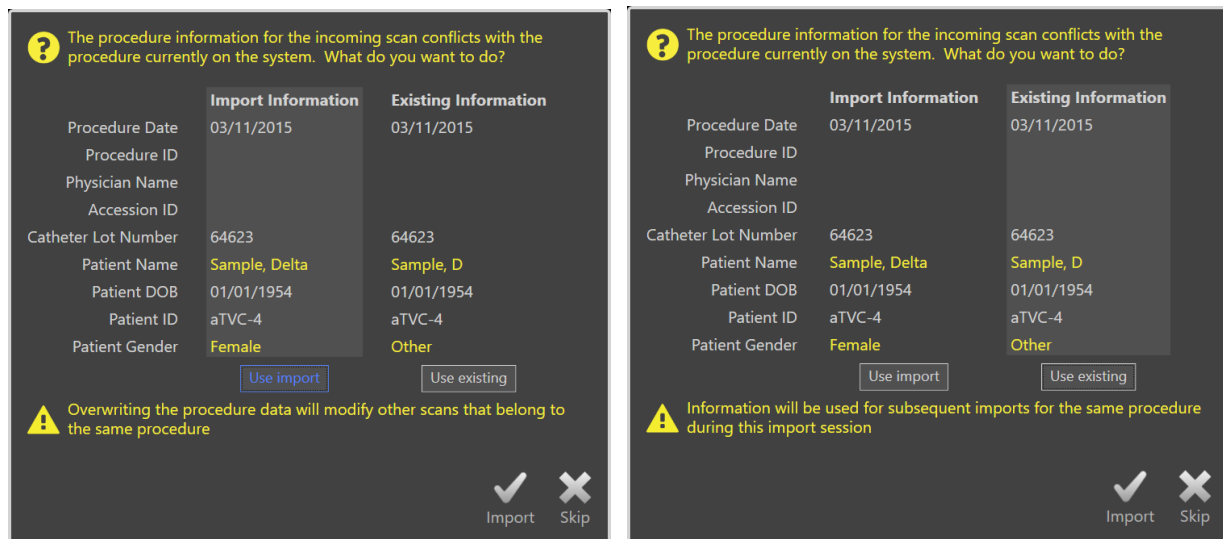 The procedure information for the incoming scan conflicts with the
procedure currently on the system. What do you want to do?
Import Information Existing Information
Procedure Date 03/11/2015 03/11/2015
Procedure ID
Physician Name
Accession ID
Catheter Lot Number 64623 64623
Patient Name Sample, Delta Sample, D
Patient DOB 01/01/1954 01/01/1954
Patient ID aTVC-4 aTVC-4
Patient Gender Female Other
Use import Use existing
Overwriting the procedure data will modify other scans that belong to
the same procedure
Import Skip
The procedure information for the incoming scan conflicts with the
procedure currently on the system. What do you want to do?
Import Information Existing Information
Procedure Date 03/11/2015 03/11/2015
Procedure ID
Physician Name
Accession ID
Catheter Lot Number 64623 64623
Patient Name Sample, Delta Sample, D
Patient DOB 01/01/1954 01/01/1954
Patient ID aTVC-4 aTVC-4
Patient Gender Female Other
Use import Use existing
Information will be used for subsequent imports for the same procedure
during this import session
Import Skip